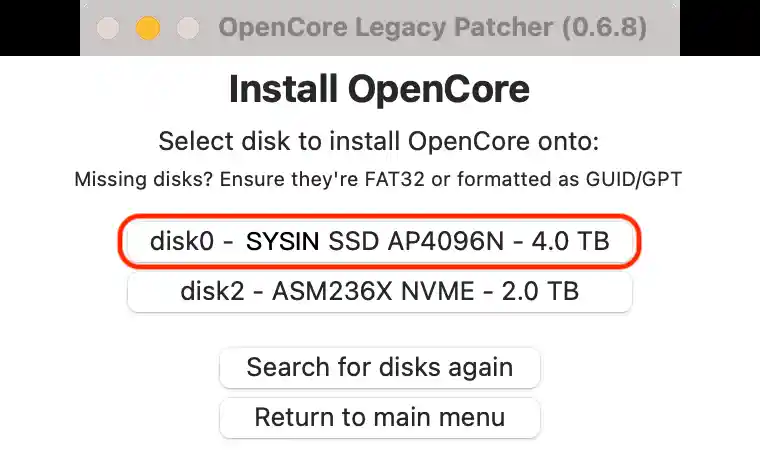 OpenCore Legacy Patcher (0.6.8)
Install OpenCore
Select disk to install OpenCore onto:
Missing disks? Ensure they're FAT32 or formatted as GUID/GPT
disk0 - SYSIN SSD AP4096N - 4.0 TB
disk2 - ASM236X NVME - 2.0 TB
Search for disks again
Return to main menu